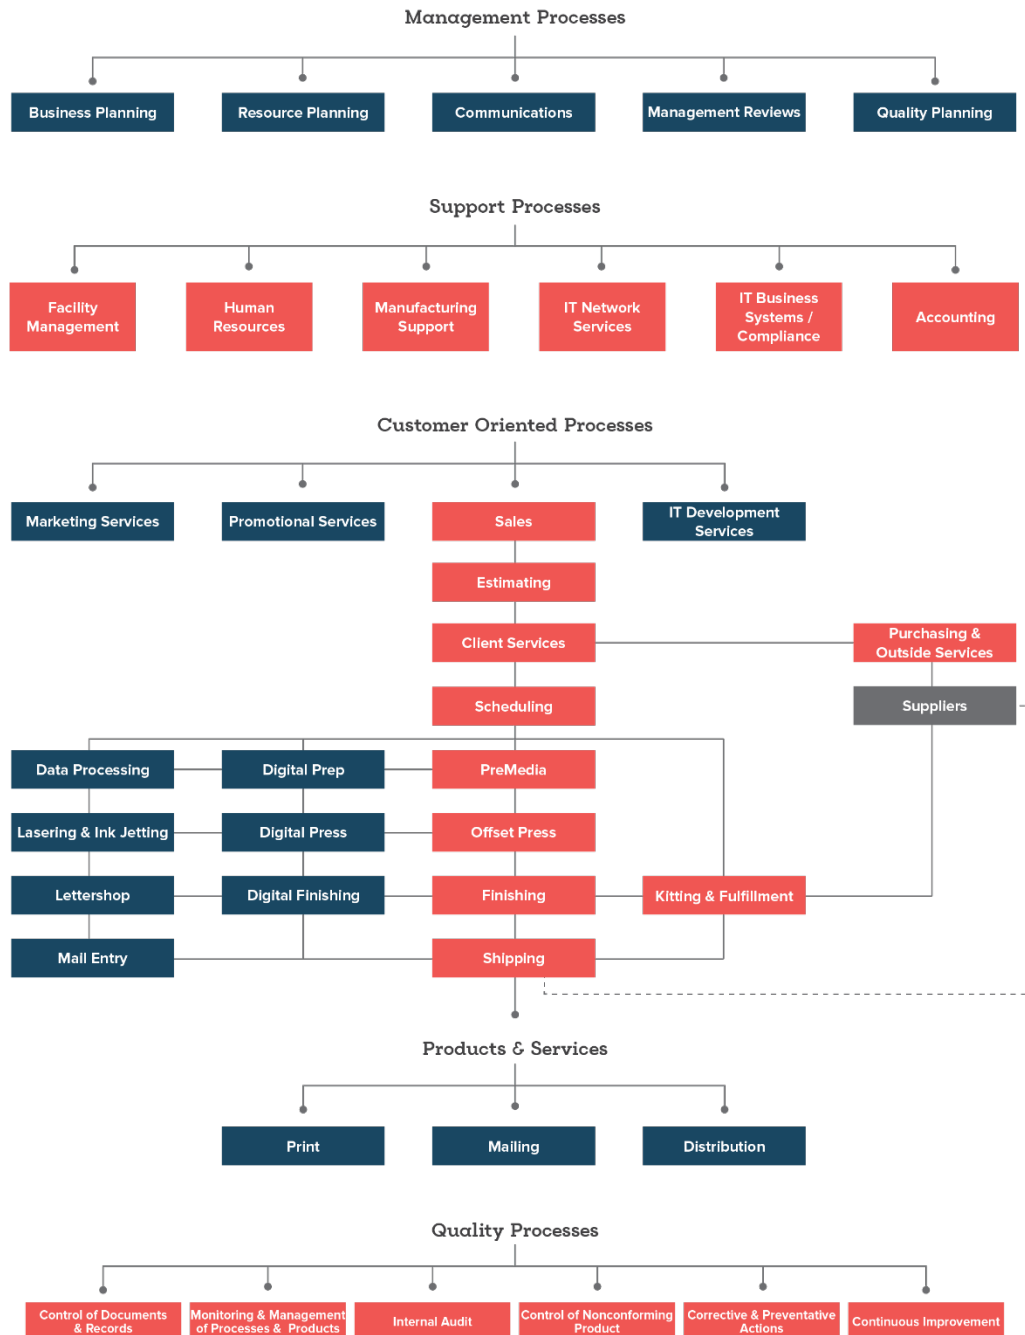 Management Processes
Business Planning
Resource Planning
Communications
Management Reviews
Quality Planning
Support Processes
Facility
Management
Human
Resources
Manufacturing
Support
IT Network
Services
IT Business
Systems /
Compliance
Accounting
Customer Oriented Processes
Marketing Services
Promotional Services
Sales
IT Development
Services
Estimating
Client Services
Purchasing &
Outside Services
Scheduling
Suppliers
Data Processing
Digital Prep
PreMedia
Lasering & Ink Jetting
Digital Press
Offset Press
Lettershop
Digital Finishing
Finishing
Kitting & Fulfillment
Mail Entry
Shipping
Products & Services
Print
Mailing
Distribution
Quality Processes
Control of Documents
& Records
Monitoring & Management
of Processes & Products
Internal Audit
Control of Nonconforming
Product
Corrective & Preventative
Actions
Continuous Improvement